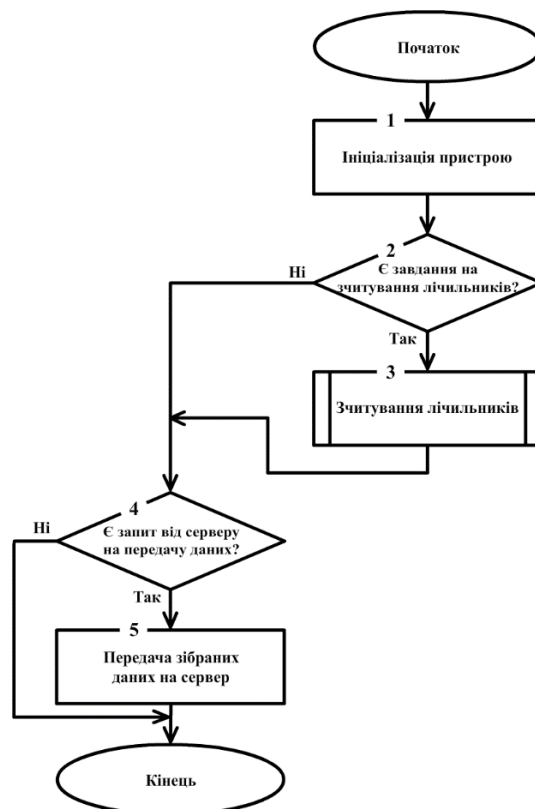 Початок
1
Ініціалізація пристрою
2
Є завдання на
зчитування лічильників?
Ні
Так
3
Зчитування лічильників
4
Є запит від серверу
на передачу даних?
Ні
Так
5
Передача зібраних
даних на сервер
Кінець